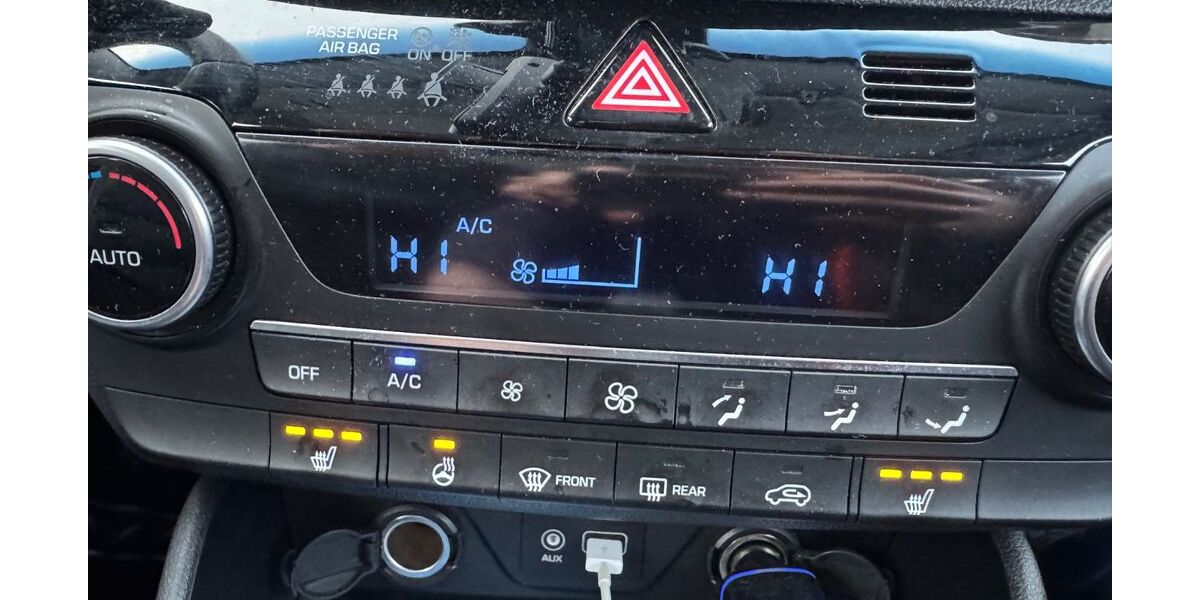 PASSENGER
AIR BAG
ON OFF
A/C
HI
HI
AUTO
OFF
A/C
FRONT
REAR
AUX